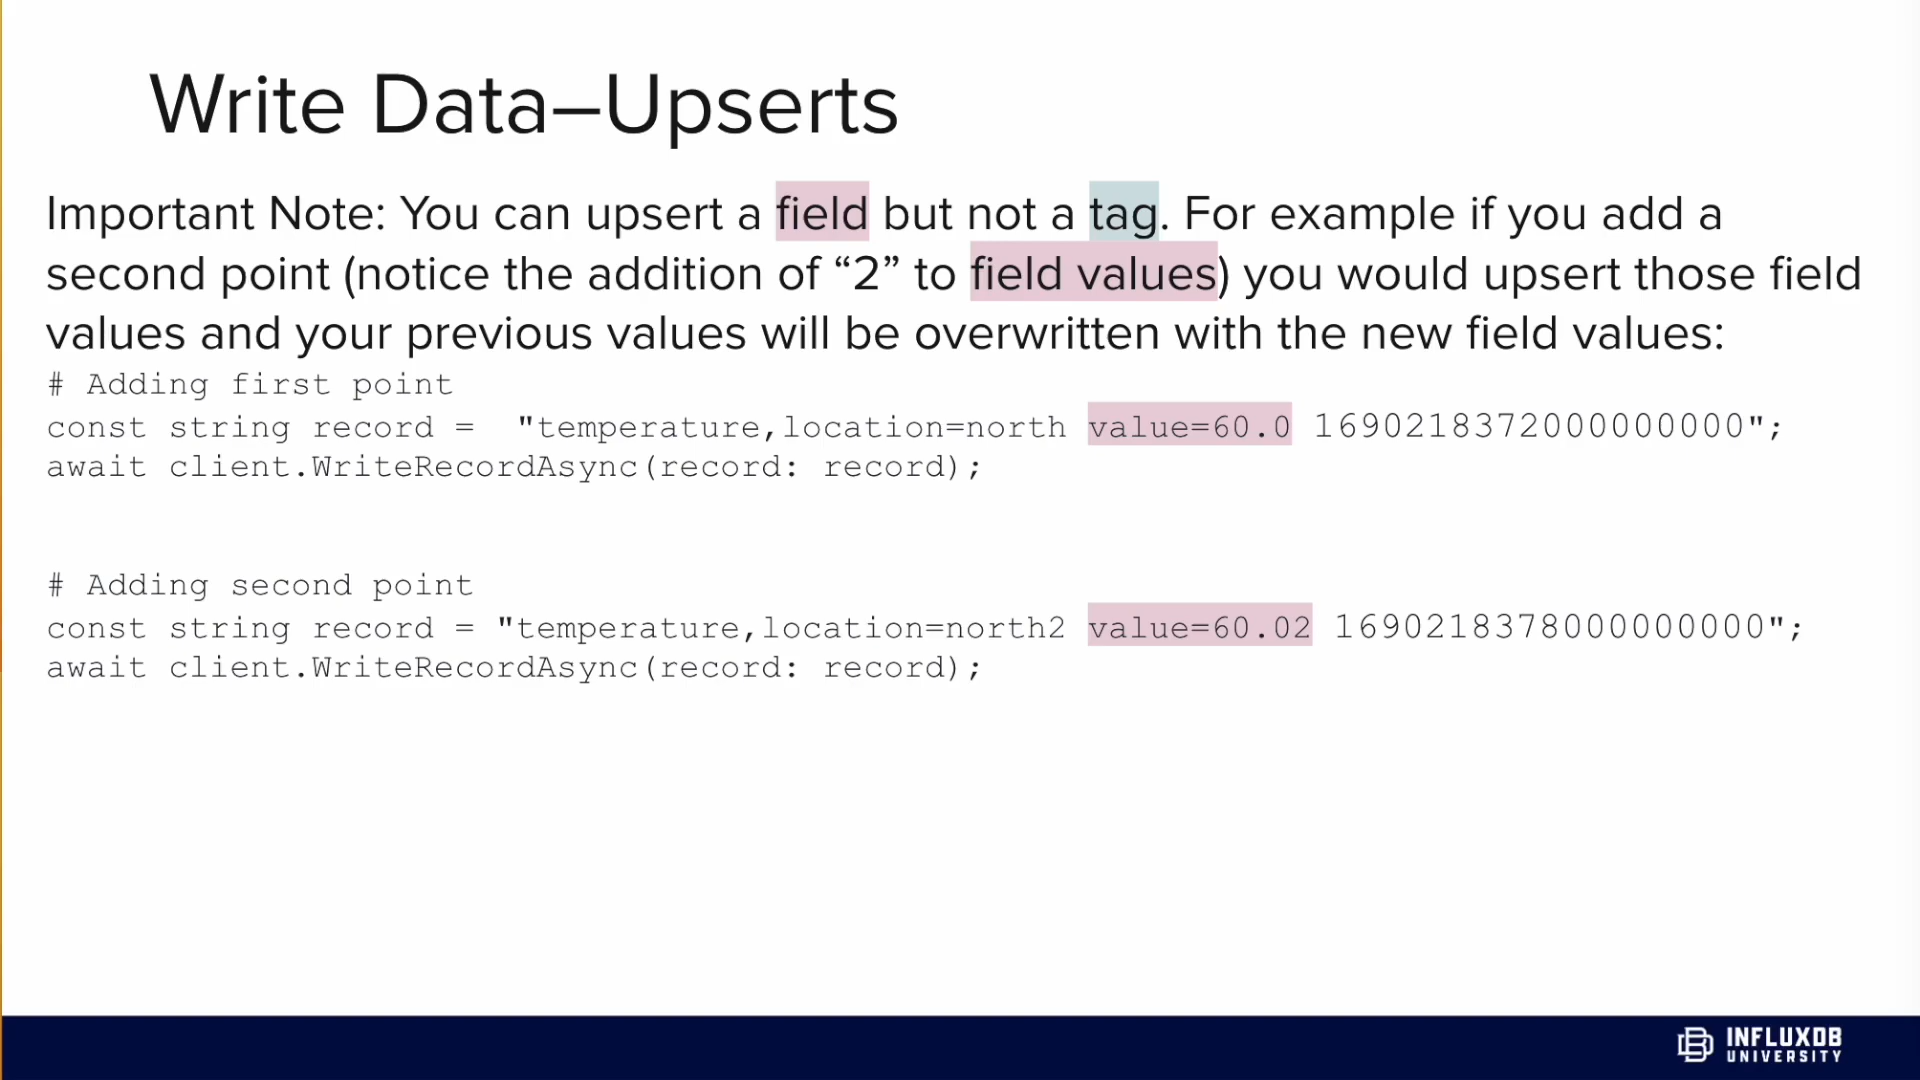 Write Data–Upserts
Important Note: You can upsert a field but not a tag. For example if you add a
second point (notice the addition of “2” to field values) you would upsert those field
values and your previous values will be overwritten with the new field values:
# Adding first point
const string record =  "temperature,location=north value=60.0 1690218372000000000";
await client.WriteRecordAsync(record: record);
# Adding second point
const string record = "temperature,location=north2 value=60.02 1690218378000000000";
await client.WriteRecordAsync(record: record);
INFLUXDB
UNIVERSITY